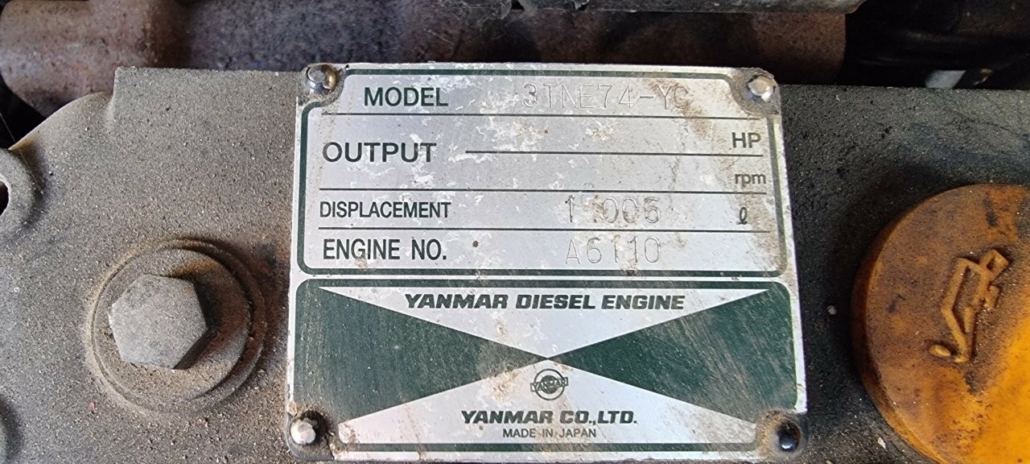 MODEL 3TNE74-YC
OUTPUT HP
rpm
DISPLACEMENT 1.005 ℓ
ENGINE NO. A6110
YANMAR DIESEL ENGINE
YANMAR
YANMAR CO.,LTD.
MADE IN JAPAN